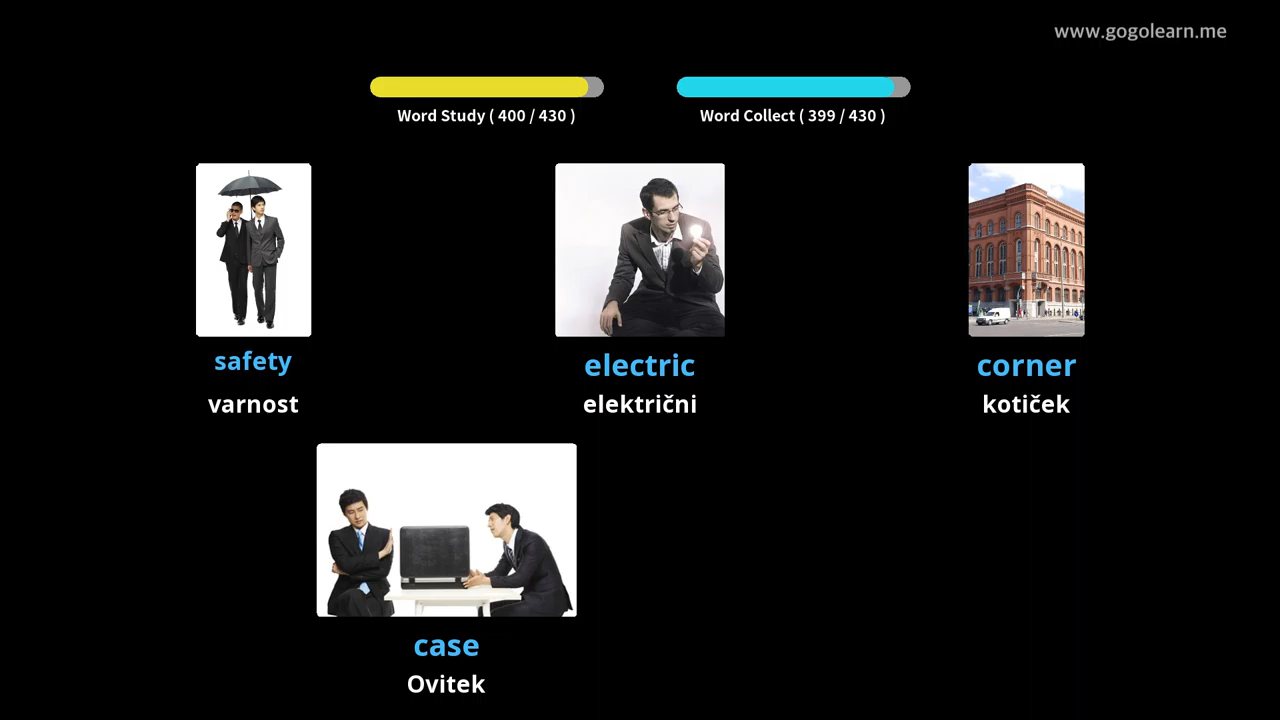 www.gogolearn.me
Word Study ( 400 / 430 )
Word Collect ( 399 / 430 )
safety
varnost
electric
električni
corner
kotiček
case
Ovitek